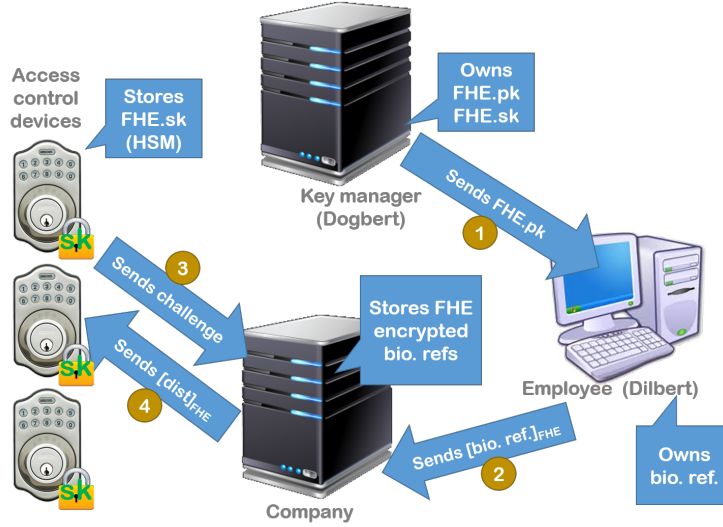 Access
control
devices
Stores
FHE.sk
(HSM)
Owns
FHE.pk
FHE.sk
Key manager
(Dogbert)
Sends FHE.pk
1
sk
3
Sends challenge
Stores FHE
encrypted
bio. refs
sk
Sends [dist]FHE
4
Employee (Dilbert)
Sends [bio. ref.]FHE
2
Owns
bio. ref.
sk
Company